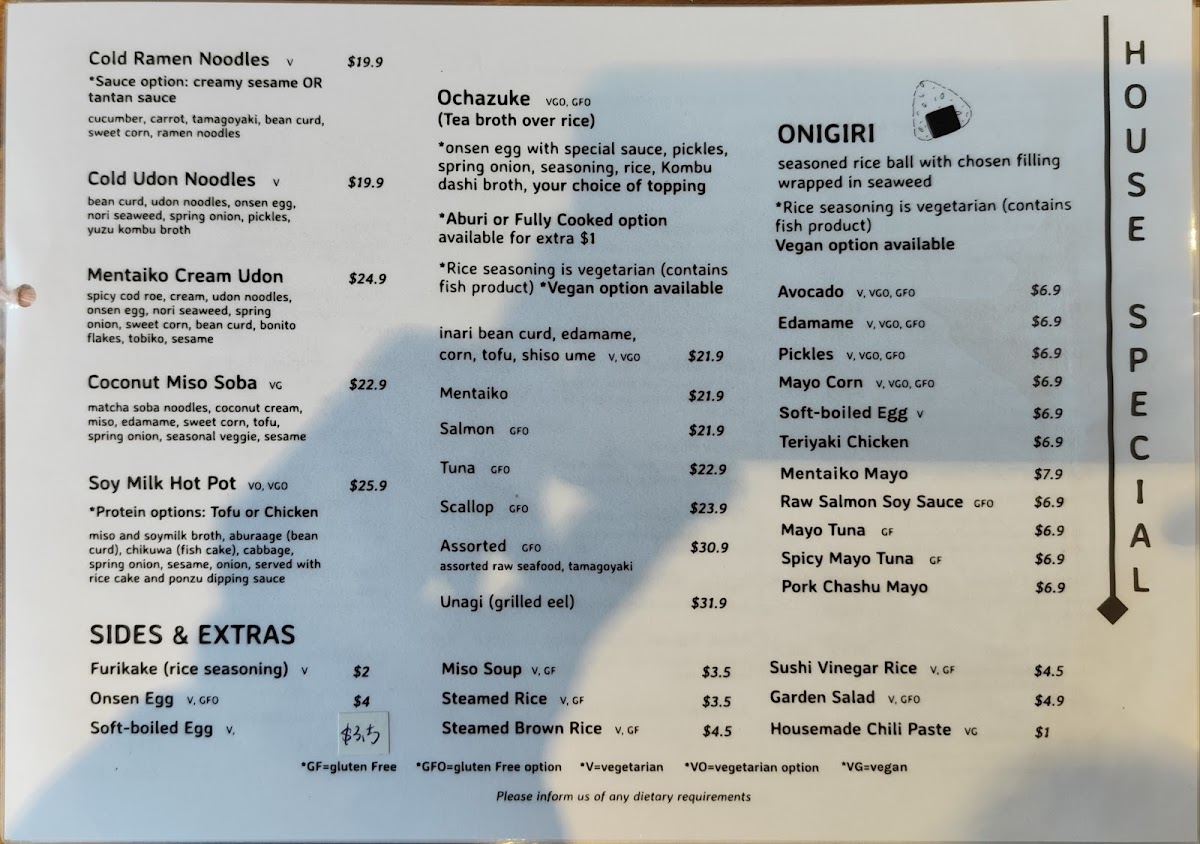 Cold Ramen Noodles V $19.9
*Sauce option: creamy sesame OR
tantan sauce
cucumber, carrot, tamagoyaki, bean curd,
sweet corn, ramen noodles
Cold Udon Noodles V $19.9
bean curd, udon noodles, onsen egg,
nori seaweed, spring onion, pickles,
yuzu kombu broth
Mentaiko Cream Udon $24.9
spicy cod roe, cream, udon noodles,
onsen egg, nori seaweed, spring
onion, sweet corn, bean curd, bonito
flakes, tobiko, sesame
Coconut Miso Soba VG $22.9
matcha soba noodles, coconut cream,
miso, edamame, sweet corn, tofu,
spring onion, seasonal veggie, sesame
Soy Milk Hot Pot VO, VGO $25.9
*Protein options: Tofu or Chicken
miso and soymilk broth, aburaage (bean
curd), chikuwa (fish cake), cabbage,
spring onion, sesame, onion, served with
rice cake and ponzu dipping sauce
Ochazuke VGO, GFO
(Tea broth over rice)
*onsen egg with special sauce, pickles,
spring onion, seasoning, rice, Kombu
dashi broth, your choice of topping
*Aburi or Fully Cooked option
available for extra $1
*Rice seasoning is vegetarian (contains
fish product) *Vegan option available
inari bean curd, edamame,
corn, tofu, shiso ume V, VGO $21.9
Mentaiko $21.9
Salmon GFO $21.9
Tuna GFO $22.9
Scallop GFO $23.9
Assorted GFO $30.9
assorted raw seafood, tamagoyaki
Unagi (grilled eel) $31.9
ONIGIRI
seasoned rice ball with chosen filling
wrapped in seaweed
*Rice seasoning is vegetarian (contains
fish product)
Vegan option available
Avocado V, VGO, GFO $6.9
Edamame V, VGO, GFO $6.9
Pickles V, VGO, GFO $6.9
Mayo Corn V, VGO, GFO $6.9
Soft-boiled Egg V $6.9
Teriyaki Chicken $6.9
Mentaiko Mayo $7.9
Raw Salmon Soy Sauce GFO $6.9
Mayo Tuna GF $6.9
Spicy Mayo Tuna GF $6.9
Pork Chashu Mayo $6.9
HOUSE SPECIAL
SIDES & EXTRAS
Furikake (rice seasoning) V $2
Onsen Egg V, GFO $4
Soft-boiled Egg V, $3.5
Miso Soup V, GF $3.5
Steamed Rice V, GF $3.5
Steamed Brown Rice V, GF $4.5
Sushi Vinegar Rice V, GF $4.5
Garden Salad V, GFO $4.9
Housemade Chili Paste VG $1
*GF=gluten Free *GFO=gluten Free option *V=vegetarian *VO=vegetarian option *VG=vegan
Please inform us of any dietary requirements